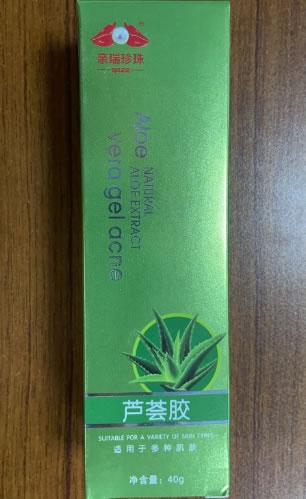 亲瑞珍珠
Aloe
NATURAL
ALOE EXTRACT
vera gel acne
芦荟胶
SUITABLE FOR A VARIETY OF SKIN TYPES
适用于多种肌肤
净含量：40g